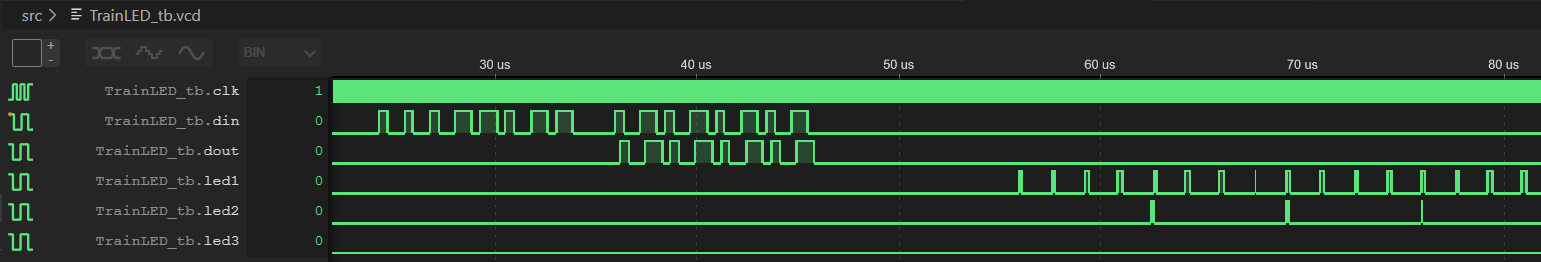 src > TrainLED_tb.vcd
+
-
BIN
30 us 40 us 50 us 60 us 70 us 80 us
TrainLED_tb.clk 1
TrainLED_tb.din 0
TrainLED_tb.dout 0
TrainLED_tb.led1 0
TrainLED_tb.led2 0
TrainLED_tb.led3 0